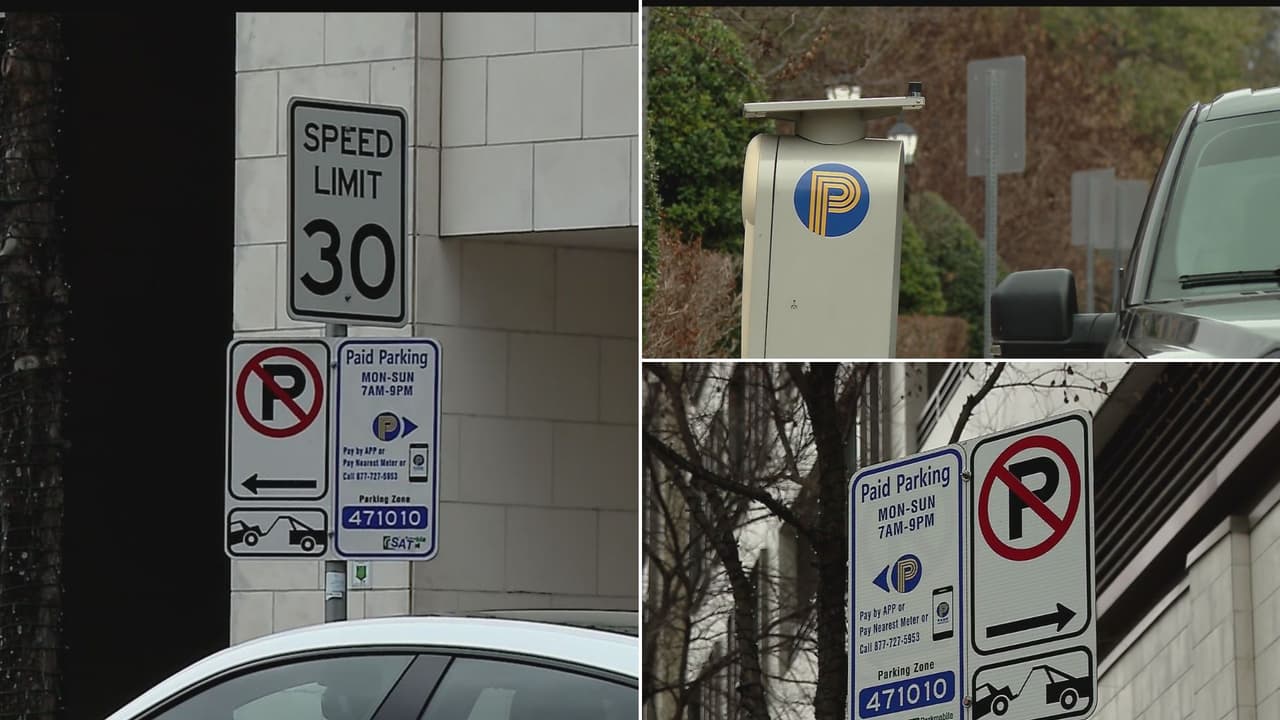 SPEED
LIMIT
30
P
Paid Parking
MON-SUN
7AM-9PM
P
Pay by APP or
Pay Nearest Meter or
Call 877-727-5953
Parking Zone
471010
P
Paid Parking
MON-SUN
7AM-9PM
P
Pay by APP or
Pay Nearest Meter or
Call 877-727-5953
Parking Zone
471010
Parkmobile
P